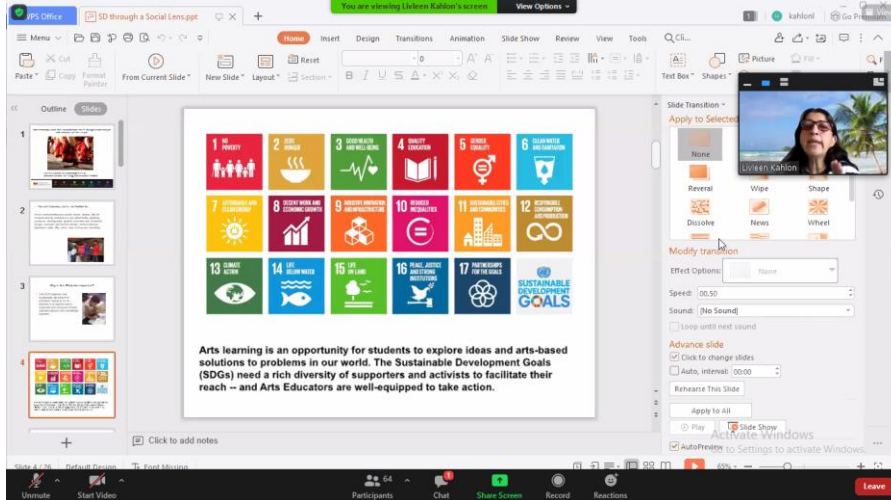 WPS Office
SD through a Social Lens.ppt
You are viewing Livleen Kahlon's screen
View Options
1
kahlonl
Go Premium
Menu
Home
Insert
Design
Transitions
Animation
Slide Show
Review
View
Tools
Cli...
Paste
Cut
Copy
Format
Painter
From Current Slide
New Slide
Layout
Reset
Section
Text Box
Shapes
Picture
Fill
Outline
Slides
1
2
3
4
1 NO
POVERTY
2 ZERO
HUNGER
3 GOOD HEALTH
AND WELL-BEING
4 QUALITY
EDUCATION
5 GENDER
EQUALITY
6 CLEAN WATER
AND SANITATION
7 AFFORDABLE AND
CLEAN ENERGY
8 DECENT WORK AND
ECONOMIC GROWTH
9 INDUSTRY, INNOVATION
AND INFRASTRUCTURE
10 REDUCED
INEQUALITIES
11 SUSTAINABLE CITIES
AND COMMUNITIES
12 RESPONSIBLE
CONSUMPTION
AND PRODUCTION
13 CLIMATE
ACTION
14 LIFE
BELOW WATER
15 LIFE
ON LAND
16 PEACE, JUSTICE
AND STRONG
INSTITUTIONS
17 PARTNERSHIPS
FOR THE GOALS
SUSTAINABLE
DEVELOPMENT
GOALS
Arts learning is an opportunity for students to explore ideas and arts-based
solutions to problems in our world. The Sustainable Development Goals
(SDGs) need a rich diversity of supporters and activists to facilitate their
reach -- and Arts Educators are well-equipped to take action.
Click to add notes
Slide Transition
Apply to Selected
None
Reveral
Wipe
Shape
Dissolve
News
Wheel
Livleen Kahlon
Modify transition
Effect Options:
None
Speed: 00.50
Sound: [No Sound]
Loop until next sound
Advance slide
Click to change slides
Auto, interval: 00:00
Rehearse This Slide
Apply to All
Play
Slide Show
AutoPreview
Activate Windows
Go to Settings to activate Windows.
Slide 4 / 26
Default Design
Font Missing
65%
Unmute
Start Video
64
Participants
Chat
Share Screen
Record
Reactions
Leave